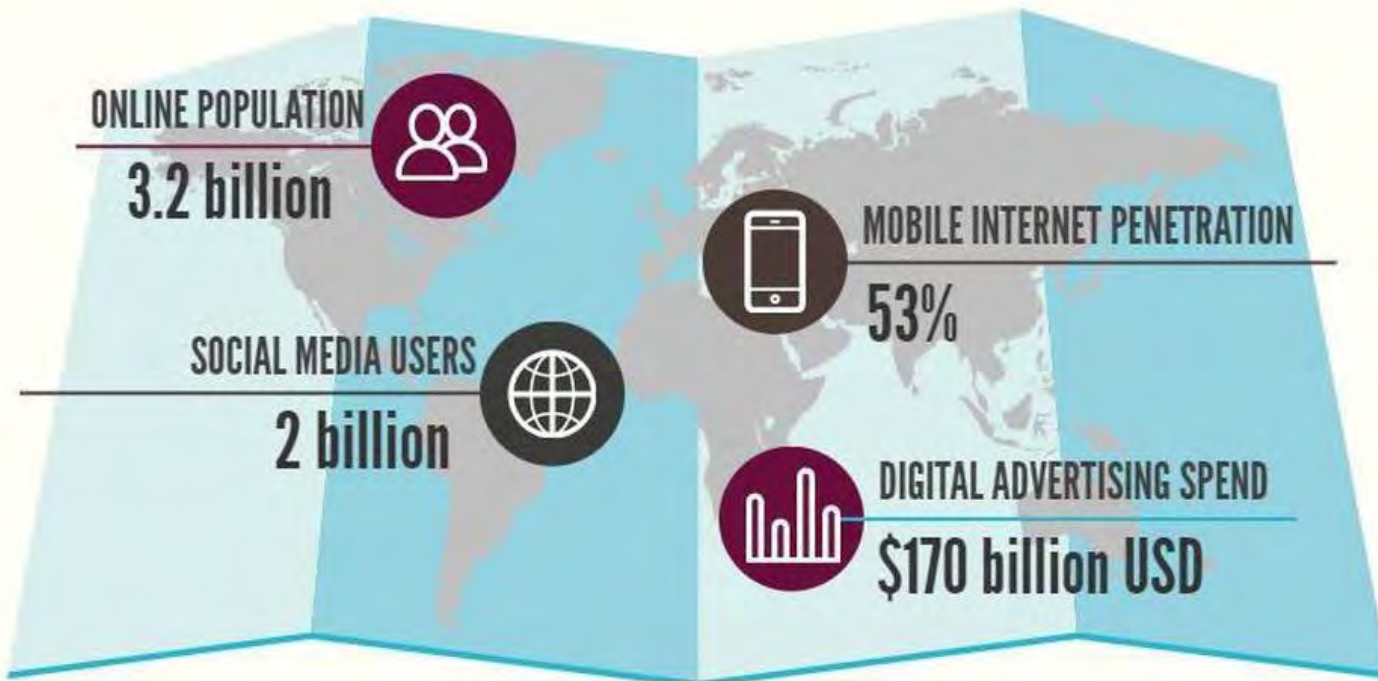 ONLINE POPULATION
3.2 billion
MOBILE INTERNET PENETRATION
53%
SOCIAL MEDIA USERS
2 billion
DIGITAL ADVERTISING SPEND
$170 billion USD